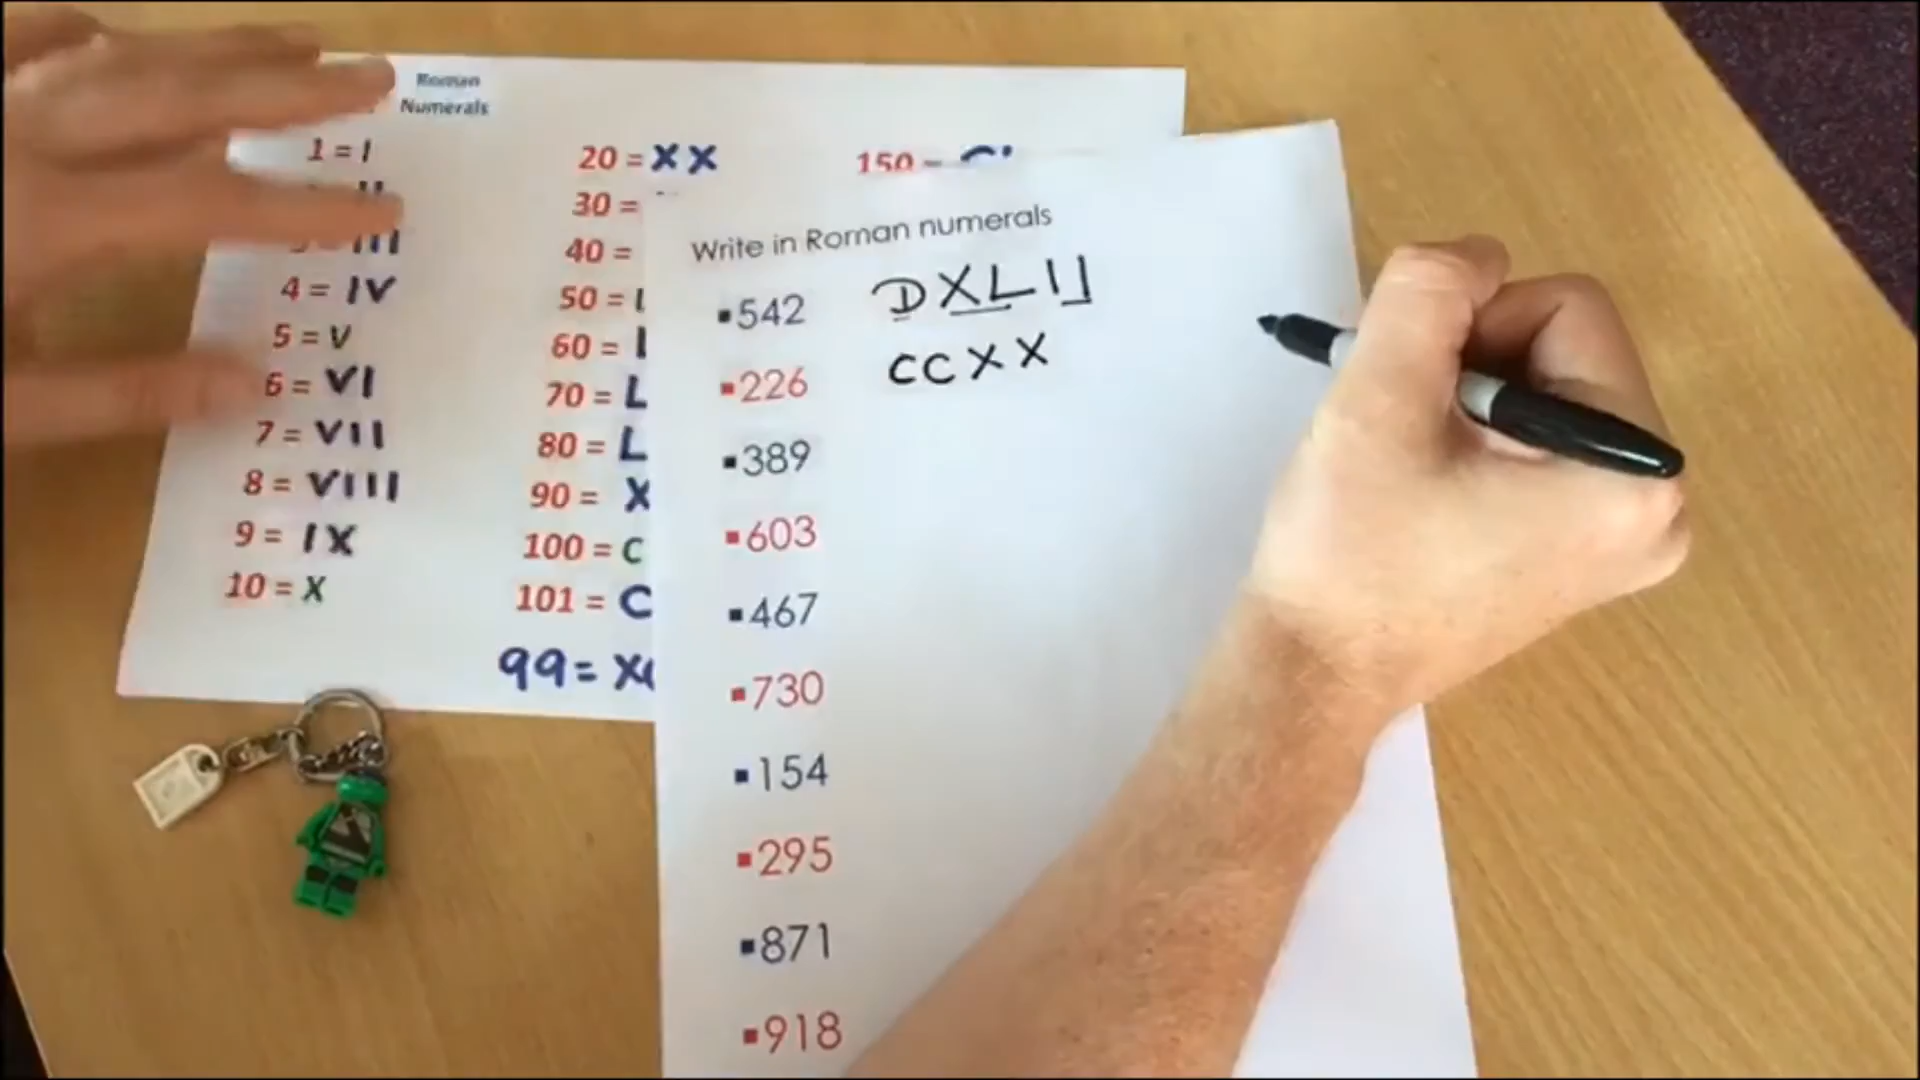 Roman
Numerals
1 = I
4 = IV
5 = V
6 = VI
7 = VII
8 = VIII
9 = IX
10 = X
20 = XX
30 =
40 =
50 =
60 =
70 = L
80 = L
90 = X
100 = C
101 = C
99 =
150
Write in Roman numerals
542 DXLII
226 CCXX
389
603
467
730
154
295
871
918